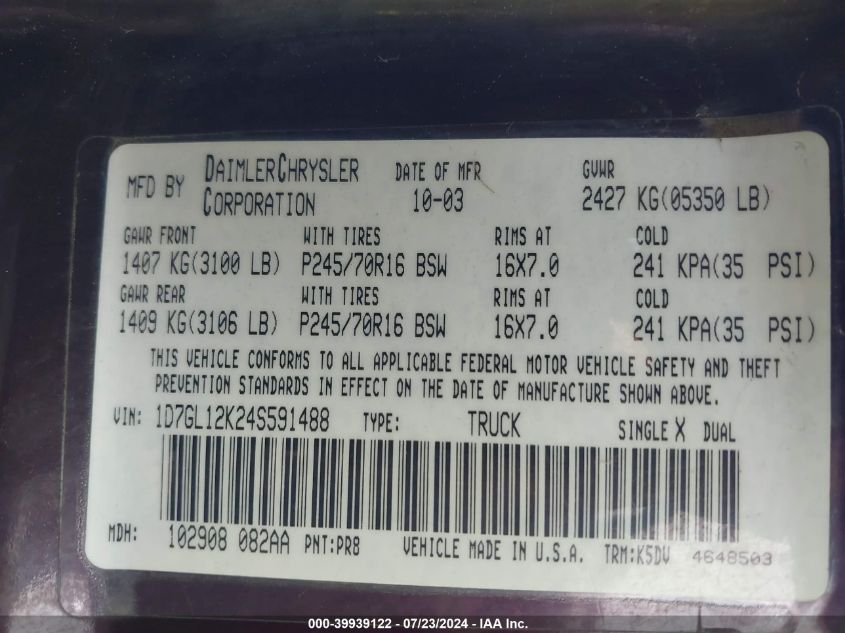 MFD BY DAIMLERCHRYSLER CORPORATION DATE OF MFR 10-03 GVWR 2427 KG(05350 LB)
GAWR FRONT WITH TIRES RIMS AT COLD
1407 KG(3100 LB) P245/70R16 BSW 16X7.0 241 KPA(35 PSI)
GAWR REAR WITH TIRES RIMS AT COLD
1409 KG(3106 LB) P245/70R16 BSW 16X7.0 241 KPA(35 PSI)
THIS VEHICLE CONFORMS TO ALL APPLICABLE FEDERAL MOTOR VEHICLE SAFETY AND THEFT
PREVENTION STANDARDS IN EFFECT ON THE DATE OF MANUFACTURE SHOWN ABOVE.
VIN: 1D7GL12K24S591488 TYPE: TRUCK SINGLE X DUAL
MDH: 102908 082AA PNT:PR8 VEHICLE MADE IN U.S.A. TRM:K5DV 4648503
000-39939122 - 07/23/2024 - IAA Inc.